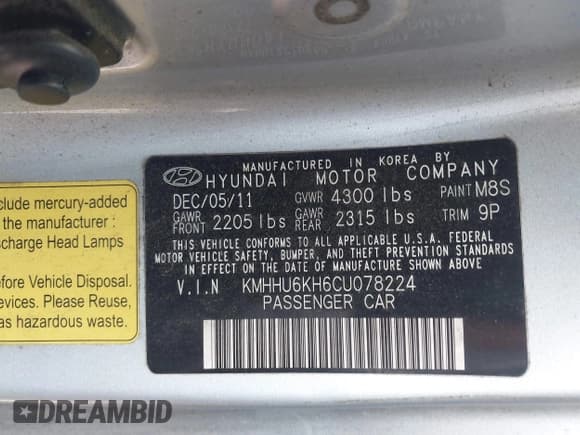 clude mercury-added
the manufacturer :
scharge Head Lamps
efore Vehicle Disposal.
evices. Please Reuse,
as hazardous waste.
MANUFACTURED IN KOREA BY
HYUNDAI MOTOR COMPANY
DEC/05/11 GVWR 4300 lbs PAINT M8S
GAWR FRONT 2205 lbs GAWR REAR 2315 lbs TRIM 9P
THIS VEHICLE CONFORMS TO ALL APPLICABLE U.S.A. FEDERAL
MOTOR VEHICLE SAFETY, BUMPER, AND THEFT PREVENTION STANDARDS
IN EFFECT ON THE DATE OF MANUFACTURE SHOWN ABOVE.
V.I.N KMHHU6KH6CU078224
PASSENGER CAR
DREAMBID